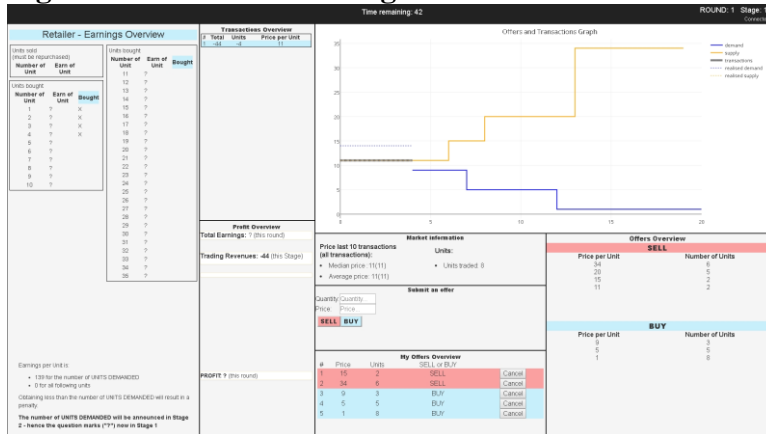 Time remaining: 42
ROUND: 1 Stage: 1
Retailer - Earnings Overview
Units sold
(must be repurchased)
Number of Unit
Earn of Unit
Units bought
Number of Unit
Earn of Unit
Bought
1 ? X
2 ? X
3 ? X
4 ? X
5 ?
6 ?
7 ?
8 ?
9 ?
10 ?
Units bought
Number of Unit
Earn of Unit
Bought
11 ?
12 ?
13 ?
14 ?
15 ?
16 ?
17 ?
18 ?
19 ?
20 ?
21 ?
22 ?
23 ?
24 ?
25 ?
26 ?
27 ?
28 ?
29 ?
30 ?
31 ?
32 ?
33 ?
34 ?
35 ?
Earnings per Unit is:
• 139 for the number of UNITS DEMANDED
• 0 for all following units
Obtaining less than the number of UNITS DEMANDED will result in a
penalty.
The number of UNITS DEMANDED will be announced in Stage
2 - hence the question marks ("?") now in Stage 1
Transactions Overview
# Total Units Price per Unit
1 -44 -4 11
Profit Overview
Total Earnings: ? (this round)
Trading Revenues: -44 (this Stage)
PROFIT ? (this round)
Offers and Transactions Graph
35
30
25
20
15
10
5
0
0 5 10 15 20
demand
supply
transactions
realised demand
realised supply
Market information
Price last 10 transactions
(all transactions):
• Median price :11(11)
• Average price :11(11)
Units:
• Units traded: 8
Submit an offer
Quantity: Quantity
Price: Price
SELL BUY
My Offers Overview
# Price Units SELL or BUY
1 15 2 SELL Cancel
2 34 6 SELL Cancel
3 9 3 BUY Cancel
4 5 5 BUY Cancel
5 1 8 BUY Cancel
Offers Overview
SELL
Price per Unit Number of Units
34 6
20 5
15 2
11 2
BUY
Price per Unit Number of Units
9 3
5 5
1 8